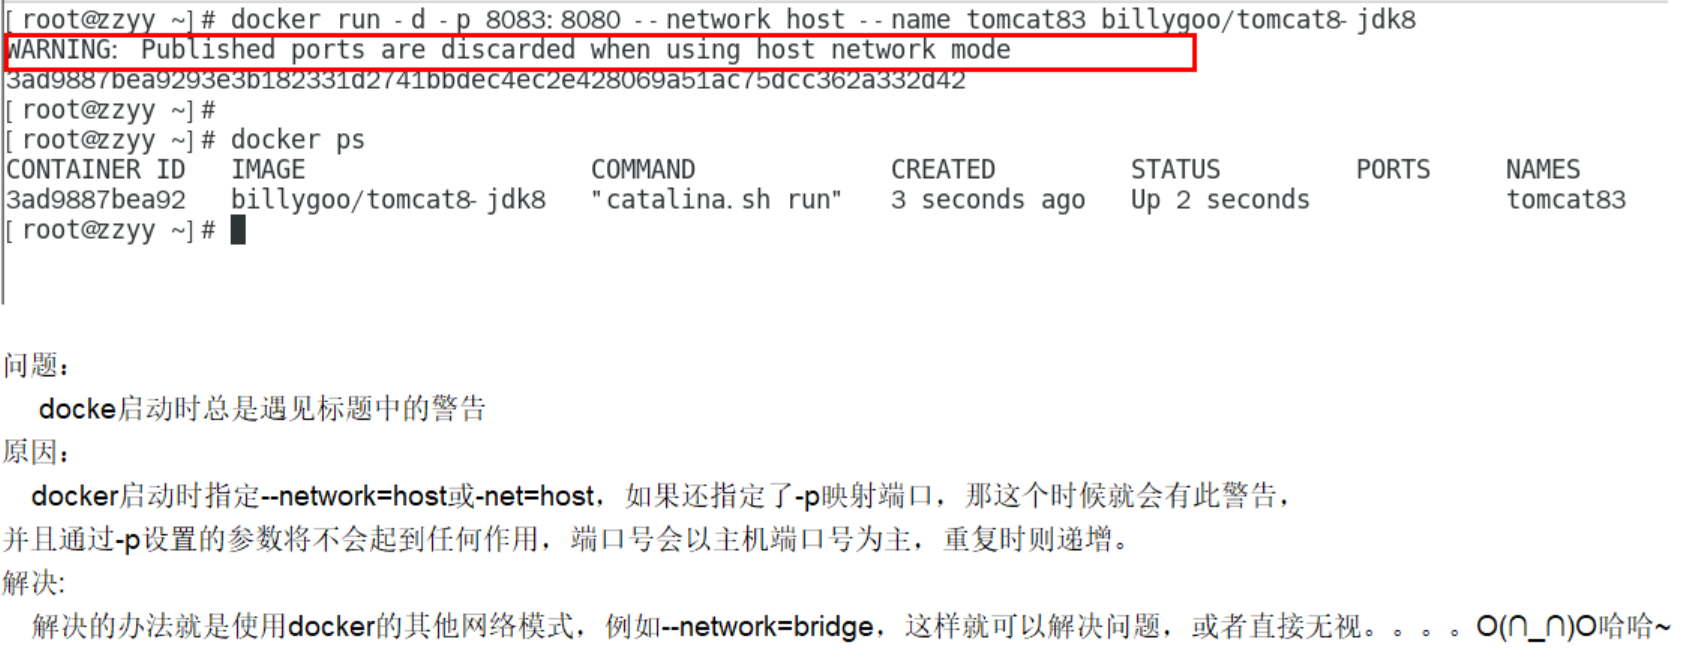 [root@zzyy ~]# docker run -d -p 8083:8080 --network host --name tomcat83 billygoo/tomcat8-jdk8
WARNING: Published ports are discarded when using host network mode
3ad9887bea9293e3b182331d2741bbdec4ec2e428069a51ac75dcc362a332d42
[root@zzyy ~]#
[root@zzyy ~]# docker ps
CONTAINER ID IMAGE COMMAND CREATED STATUS PORTS NAMES
3ad9887bea92 billygoo/tomcat8-jdk8 "catalina.sh run" 3 seconds ago Up 2 seconds tomcat83
[root@zzyy ~]#
问题：
docke启动时总是遇见标题中的警告
原因：
docker启动时指定--network=host或-net=host，如果还指定了-p映射端口，那这个时候就会有此警告，
并且通过-p设置的参数将不会起到任何作用，端口号会以主机端口号为主，重复时则递增。
解决:
解决的办法就是使用docker的其他网络模式，例如--network=bridge，这样就可以解决问题，或者直接无视。。。。O(∩_∩)O哈哈~